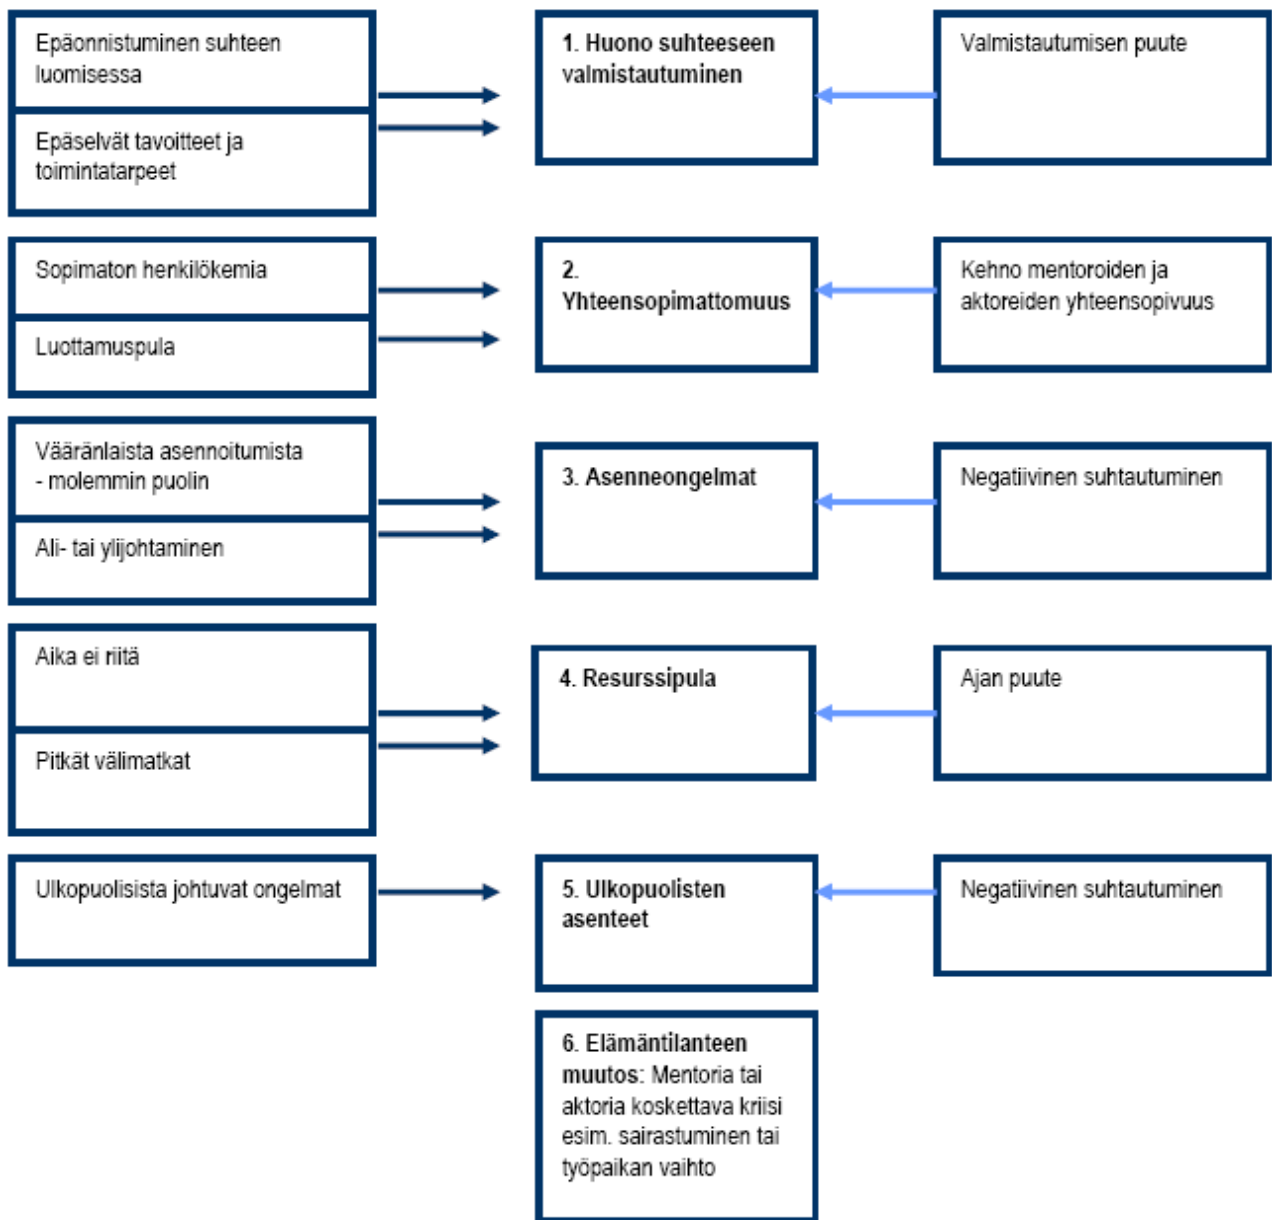 Epäonnistuminen suhteen
luomisessa
Epäselvät tavoitteet ja
toimintatarpeet
1. Huono suhteeseen
valmistautuminen
Valmistautumisen puute
Sopimaton henkilökemia
Luottamuspula
2.
Yhteensopimattomuus
Kehno mentoroiden ja
aktoreiden yhteensopivuus
Vääränlaista asennoitumista
- molemmin puolin
Ali- tai ylijohtaminen
3. Asenneongelmat
Negatiivinen suhtautuminen
Aika ei riitä
Pitkät välimatkat
4. Resurssipula
Ajan puute
Ulkopuolisista johtuvat ongelmat
5. Ulkopuolisten
asenteet
Negatiivinen suhtautuminen
6. Elämäntilanteen
muutos: Mentoria tai
aktoria koskettava kriisi
esim. sairastuminen tai
työpaikan vaihto